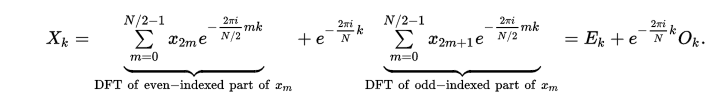 $X_k = \underbrace{\sum_{m=0}^{N/2-1} x_{2m} e^{-\frac{2\pi i}{N/2} mk}}_{\text{DFT of even−indexed part of } x_m} + e^{-\frac{2\pi i}{N} k} \underbrace{\sum_{m=0}^{N/2-1} x_{2m+1} e^{-\frac{2\pi i}{N/2} mk}}_{\text{DFT of odd−indexed part of } x_m} = E_k + e^{-\frac{2\pi i}{N} k} O_k.$